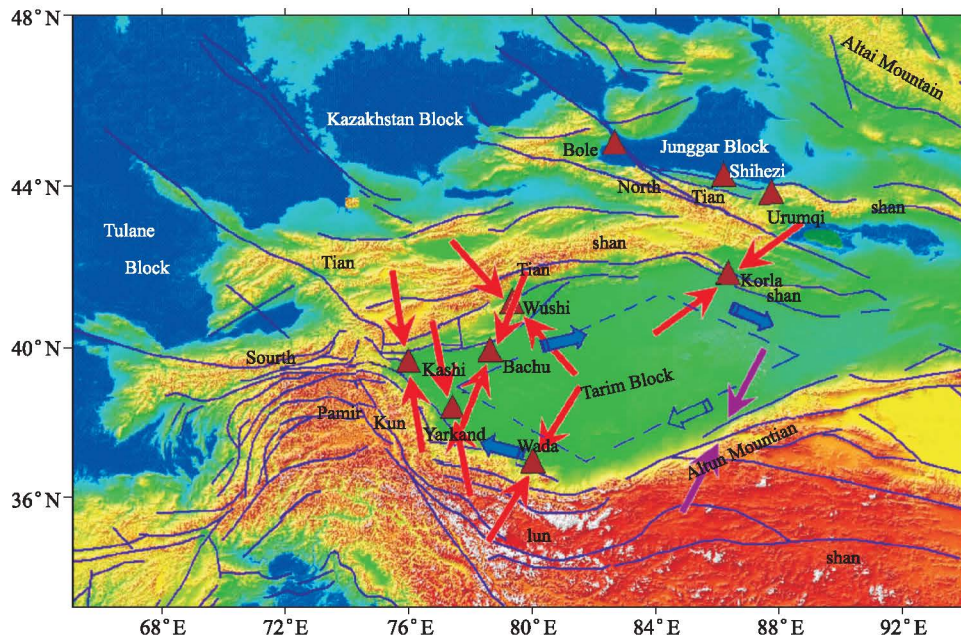 48°N
Altai Mountain
Kazakhstan Block
Bole
Junggar Block
Shihezi
44°N
North
Tian
shan
Urumqi
Tulane
Block
shan
Tian
Tian
Korla
shan
Wushi
40°N
Sourth
Kashi
Bachu
Tarim Block
Pamir
Kun
Yarkand
Wada
Altun Mountian
36°N
lun
shan
68°E
72°E
76°E
80°E
84°E
88°E
92°E